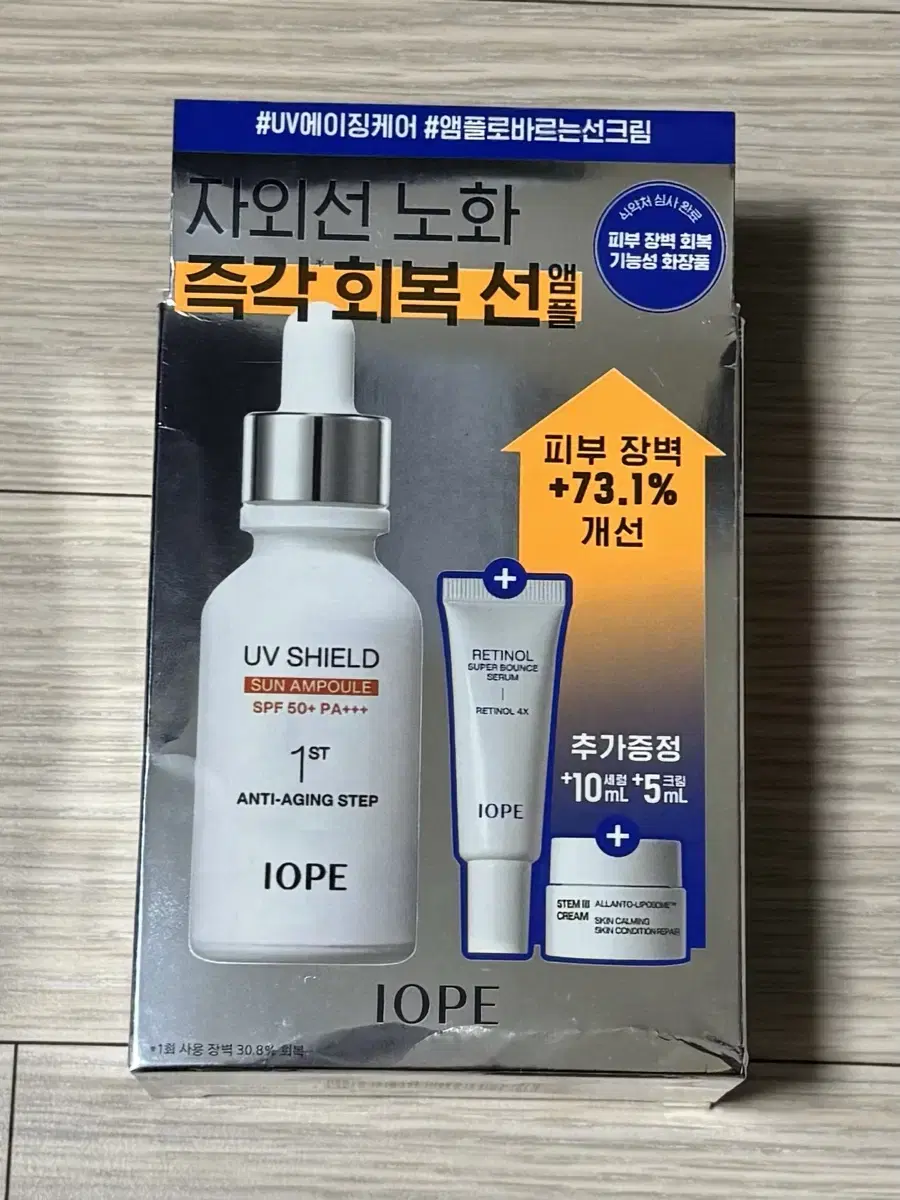 #UV에이징케어 #앰플로바르는선크림
자외선 노화
즉각* 회복 선앰플
식약처 심사 완료
피부 장벽 회복
기능성 화장품
피부 장벽
+73.1%
개선
UV SHIELD
SUN AMPOULE
SPF 50+ PA+++
1ST
ANTI-AGING STEP
IOPE
+
RETINOL
SUPER BOUNCE
SERUM
RETINOL 4X
IOPE
추가증정
+10세럼mL +5크림mL
+
STEM III ALLANTO-LIPOSOME™
CREAM SKIN CALMING
SKIN CONDITION REPAIR
IOPE
*1회 사용 장벽 30.8% 회복